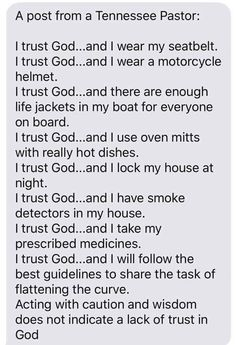 A post from a Tennessee Pastor:
I trust God...and I wear my seatbelt.
I trust God...and I wear a motorcycle
helmet.
I trust God...and there are enough
life jackets in my boat for everyone
on board.
I trust God...and I use oven mitts
with really hot dishes.
I trust God...and I lock my house at
night.
I trust God...and I have smoke
detectors in my house.
I trust God...and I take my
prescribed medicines.
I trust God...and I will follow the
best guidelines to share the task of
flattening the curve.
Acting with caution and wisdom
does not indicate a lack of trust in
God